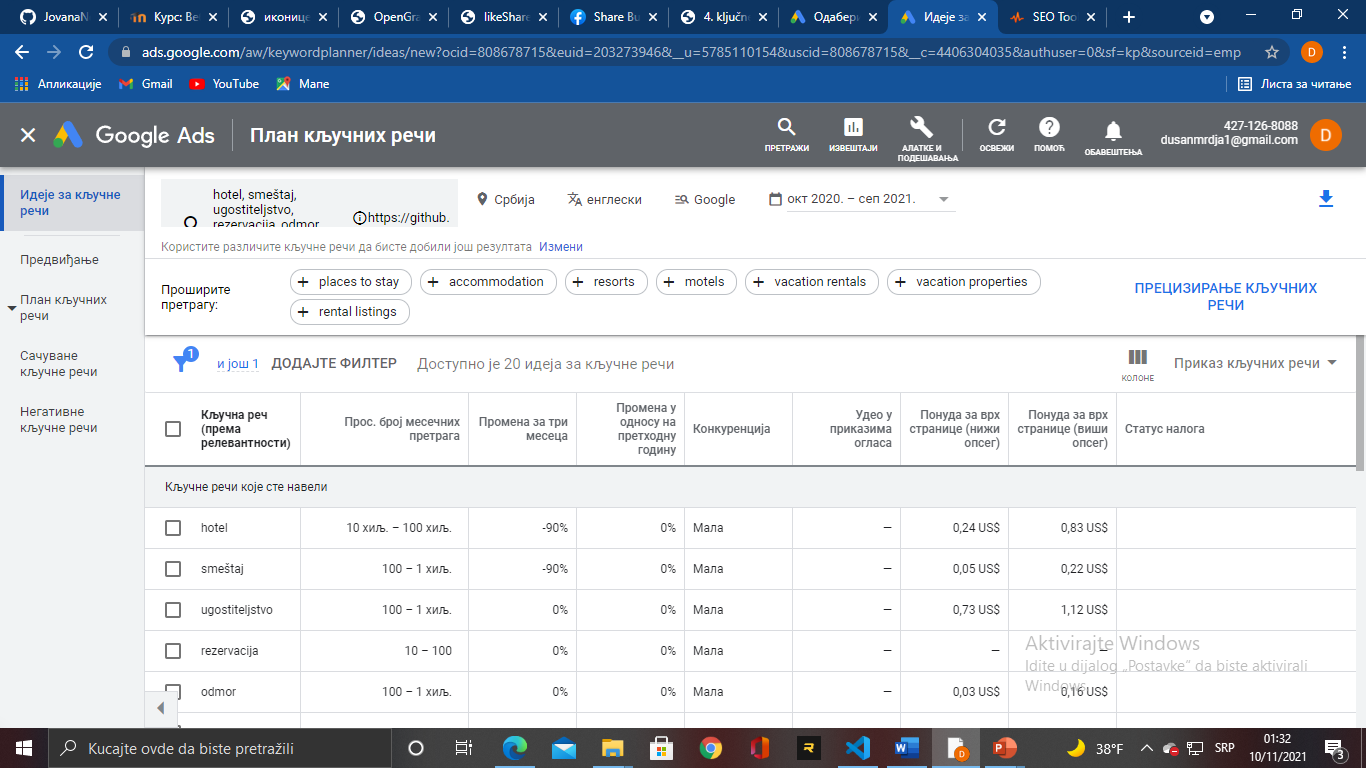 JovanaN
Курс: Ве
иконице
OpenGra
likeShare
Share Bu
4. кључн
Одабери
Идеје за
SEO Too
ads.google.com/aw/keywordplanner/ideas/new?ocid=808678715&euid=203273946&__u=5785110154&uscid=808678715&__c=4406304035&authuser=0&sf=kp&sourceid=emp
D
Апликације
Gmail
YouTube
Мапе
Листа за читање
Google Ads
План кључних речи
ПРЕТРАЖИ
ИЗВЕШТАЈИ
АЛАТКЕ И
ПОДЕШАВАЊА
ОСВЕЖИ
ПОМОЋ
ОБАВЕШТЕЊА
427-126-8088
dusanmrdja1@gmail.com
D
Идеје за кључне
речи
Предвиђање
План кључних
речи
Сачуване
кључне речи
Негативне
кључне речи
hotel, smeštaj,
ugostiteljstvo,
rezervacija, odmor
https://github.
Србија
енглески
Google
окт 2020. – сеп 2021.
Користите различите кључне речи да бисте добили још резултата Измени
Проширите
претрагу:
places to stay
accommodation
resorts
motels
vacation rentals
vacation properties
rental listings
ПРЕЦИЗИРАЊЕ КЉУЧНИХ
РЕЧИ
1
и још 1
ДОДАЈТЕ ФИЛТЕР
Доступно је 20 идеја за кључне речи
КОЛОНЕ
Приказ кључних речи
Кључна реч
(према
релевантности)
Прос. број месечних
претрага
Промена за три
месеца
Промена у
односу на
претходну
годину
Конкуренција
Удео у
приказима
огласа
Понуда за врх
странице (нижи
опсег)
Понуда за врх
странице (виши
опсег)
Статус налога
Кључне речи које сте навели
hotel 10 хиљ. – 100 хиљ. -90% 0% Мала — 0,24 US$ 0,83 US$
smeštaj 100 – 1 хиљ. -90% 0% Мала — 0,05 US$ 0,22 US$
ugostiteljstvo 100 – 1 хиљ. 0% 0% Мала — 0,73 US$ 1,12 US$
rezervacija 10 – 100 0% 0% Мала — — —
odmor 100 – 1 хиљ. 0% 0% Мала — 0,03 US$ 0,16 US$
Aktivirajte Windows
Idite u dijalog „Postavke“ da biste aktivirali
Windows.
Kucajte ovde da biste pretražili
38°F
SRP
01:32
10/11/2021
3